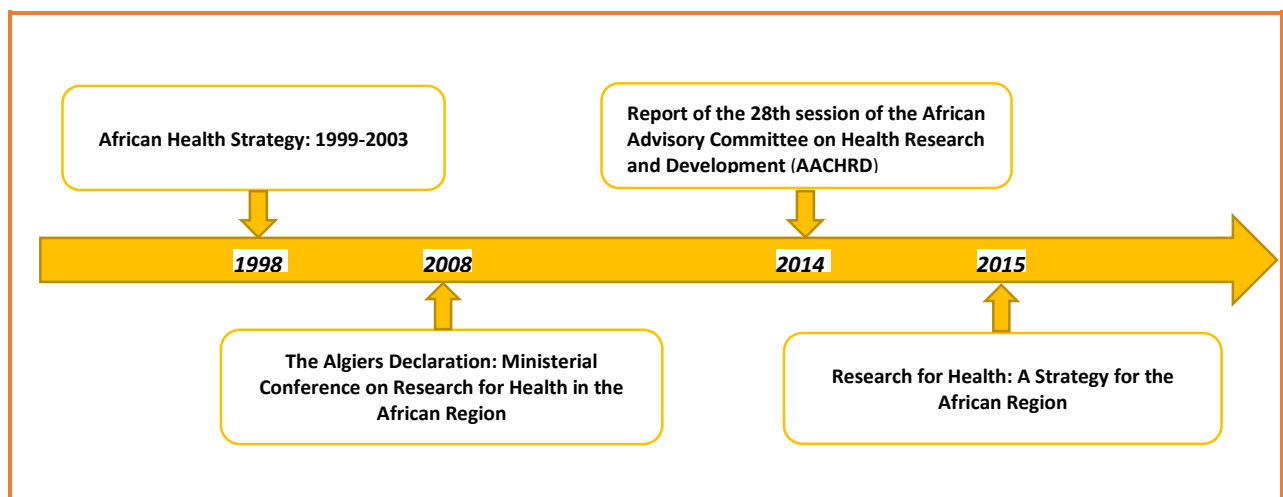 African Health Strategy: 1999-2003
Report of the 28th session of the African
Advisory Committee on Health Research
and Development (AACHRD)
1998
2008
2014
2015
The Algiers Declaration: Ministerial
Conference on Research for Health in the
African Region
Research for Health: A Strategy for the
African Region